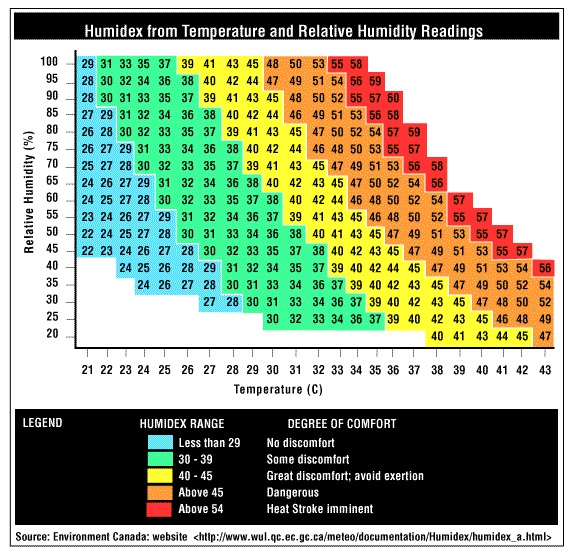 Humidex from Temperature and Relative Humidity Readings
100 29 31 33 35 37 39 41 43 45 48 50 53 55 58
95 28 30 32 34 36 38 40 42 44 47 49 51 54 56 59
90 28 30 31 33 35 37 39 41 43 45 48 50 52 55 57 60
85 27 29 31 32 34 36 38 40 42 44 46 49 51 53 56 58
80 26 28 30 32 33 35 37 39 41 43 45 47 50 52 54 57 59
75 26 27 29 31 33 34 36 38 40 42 44 46 48 50 53 55 57
70 25 27 28 30 32 33 35 37 39 41 43 45 47 49 51 53 56 58
65 24 26 27 29 31 32 34 36 38 40 42 43 45 47 50 52 54 56
60 24 26 27 28 30 32 33 35 37 38 40 42 44 46 48 50 52 54 57
55 23 24 26 27 29 31 32 34 36 37 39 41 43 45 46 48 50 52 55 57
50 22 24 25 27 28 30 31 33 34 36 38 40 41 43 45 47 49 51 53 55 57
45 22 23 24 26 27 28 30 32 33 35 37 38 40 42 43 45 47 49 51 53 55 57
40 24 25 26 28 29 31 32 34 35 37 39 40 42 44 45 47 49 51 53 54 56
35 24 26 27 28 30 31 33 34 36 37 39 40 42 43 45 47 49 50 52 54
30 27 28 30 31 33 34 36 37 39 40 42 43 45 47 48 50 52
25 30 32 33 34 36 37 39 40 42 43 45 46 48 49
20 40 41 43 44 45 47
Relative Humidity (%)
21 22 23 24 25 26 27 28 29 30 31 32 33 34 35 36 37 38 39 40 41 42 43
Temperature (C)
LEGEND HUMIDEX RANGE DEGREE OF COMFORT
Less than 29 No discomfort
30 - 39 Some discomfort
40 - 45 Great discomfort; avoid exertion
Above 45 Dangerous
Above 54 Heat Stroke imminent
Source: Environment Canada: website <http://www.wul.qc.ec.gc.ca/meteo/documentation/Humidex/humidex_a.html>